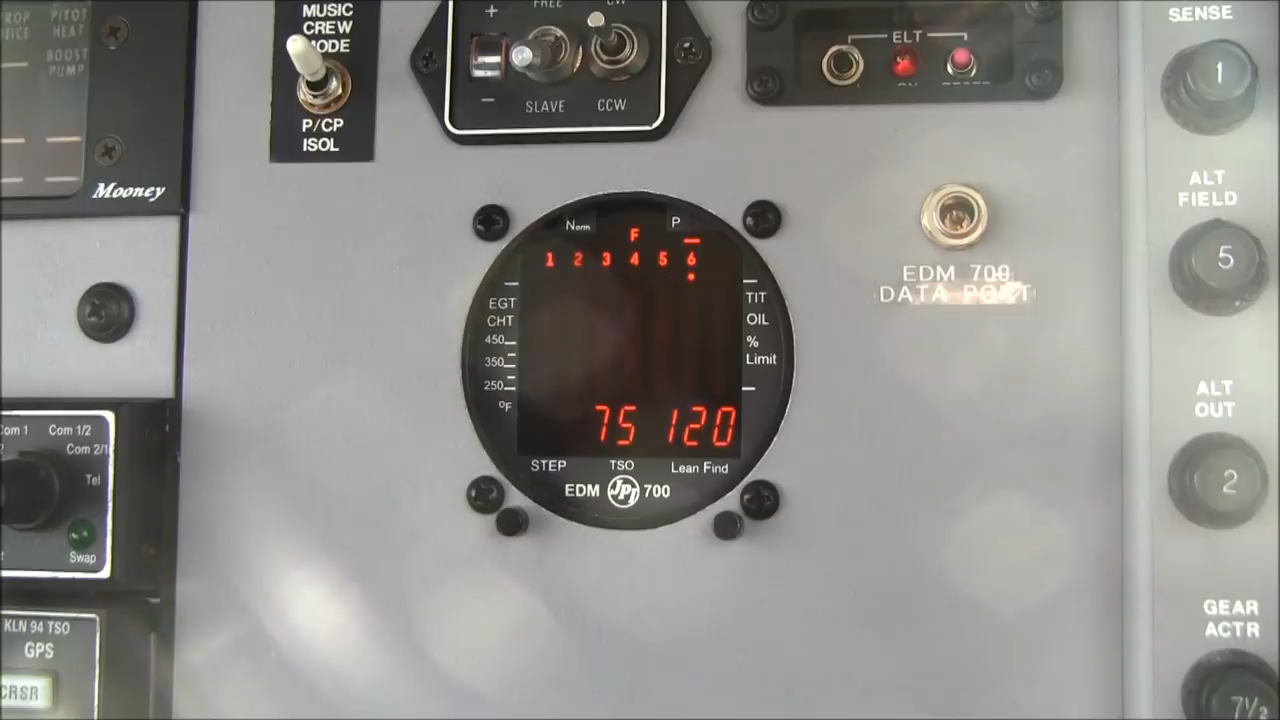 PITOT
HEAT
BOOST
PUMP
Mooney
MUSIC
CREW
MODE
P/CP
ISOL
+
FREE
CW
−
SLAVE
CCW
ELT
ON
RESET
SENSE
1
ALT
FIELD
5
ALT
OUT
2
GEAR
ACTR
7½
EDM 700
DATA PORT
Norm
P
F
1 2 3 4 5 6
EGT
CHT
450
350
250
°F
TIT
OIL
%
Limit
75 120
STEP
TSO
Lean Find
EDM JPI 700
Com 1
Com 1/2
Com 2/1
Tel
Swap
KLN 94 TSO
GPS
CRSR